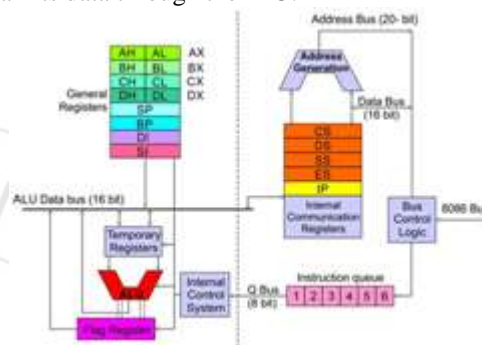 Address Bus (20- bit)
AH AL AX
BH BL BX
CH CL CX
DH DL DX
General
Registers
SP
BP
DI
SI
Address
Generation
Data Bus
(16 bit)
CS
DS
SS
ES
IP
Internal
Communication
Registers
Bus
Control
Logic
8086 Bu
ALU Data bus (16 bit)
Temporary
Registers
ALU
Flag Register
Internal
Control
System
Q Bus
(8 bit)
Instruction queue
1 2 3 4 5 6